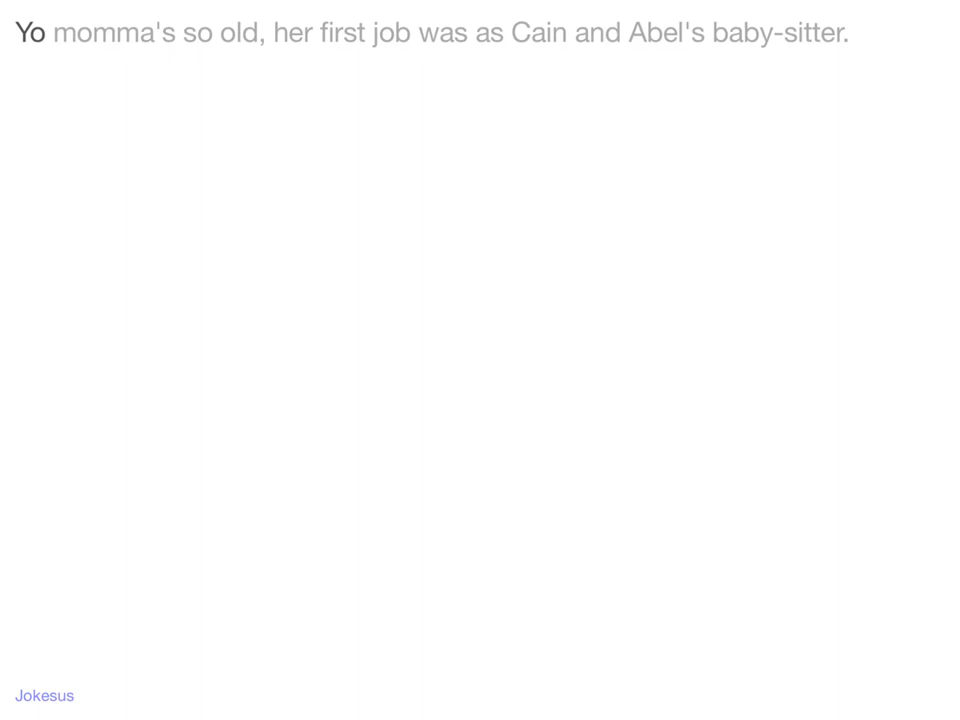 Yo momma's so old, her first job was as Cain and Abel's baby-sitter.
Jokesus